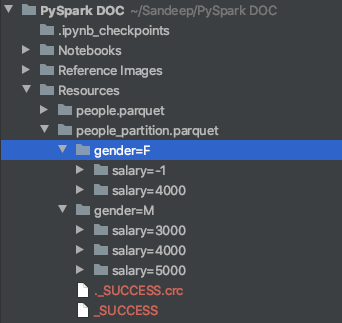 PySpark DOC ~/Sandeep/PySpark DOC
.ipynb_checkpoints
Notebooks
Reference Images
Resources
people.parquet
people_partition.parquet
gender=F
salary=-1
salary=4000
gender=M
salary=3000
salary=4000
salary=5000
._SUCCESS.crc
_SUCCESS